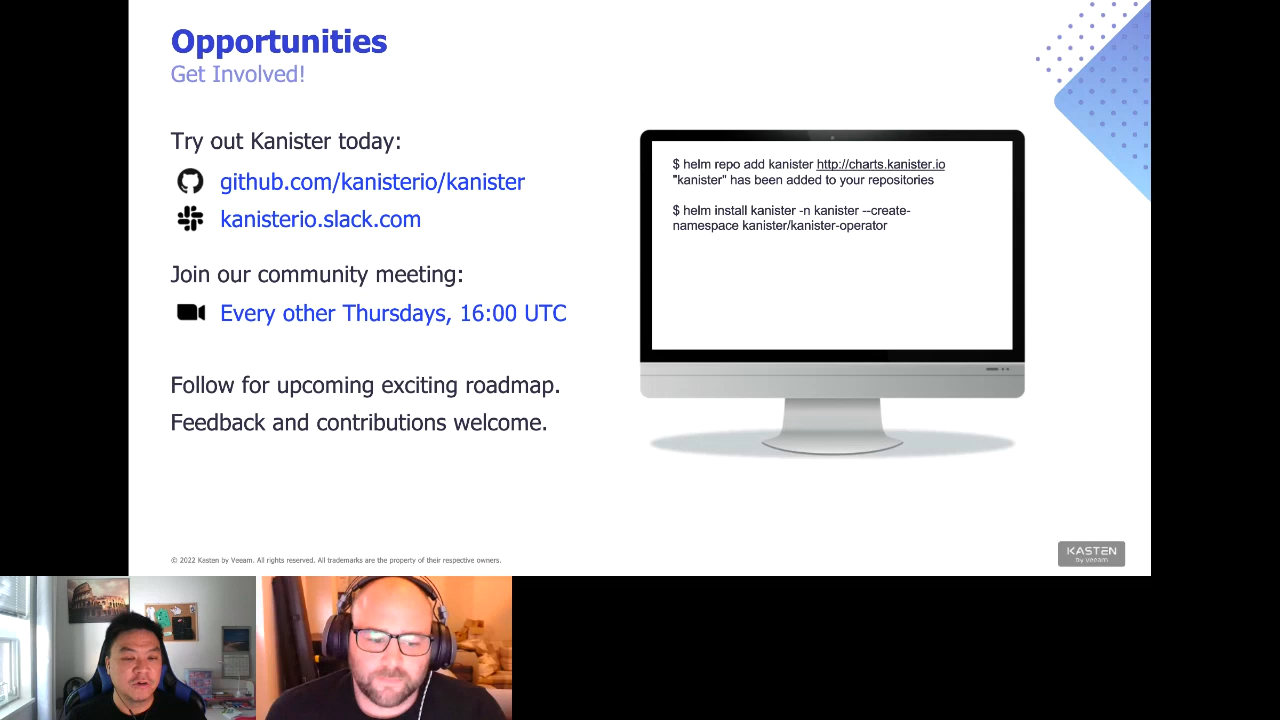 Opportunities
Get Involved!
Try out Kanister today:
github.com/kanisterio/kanister
kanisterio.slack.com
Join our community meeting:
Every other Thursdays, 16:00 UTC
Follow for upcoming exciting roadmap.
Feedback and contributions welcome.
$ helm repo add kanister http://charts.kanister.io
"kanister" has been added to your repositories
$ helm install kanister -n kanister --create-
namespace kanister/kanister-operator
© 2022 Kasten by Veeam. All rights reserved. All trademarks are the property of their respective owners.
KASTEN
by veeam